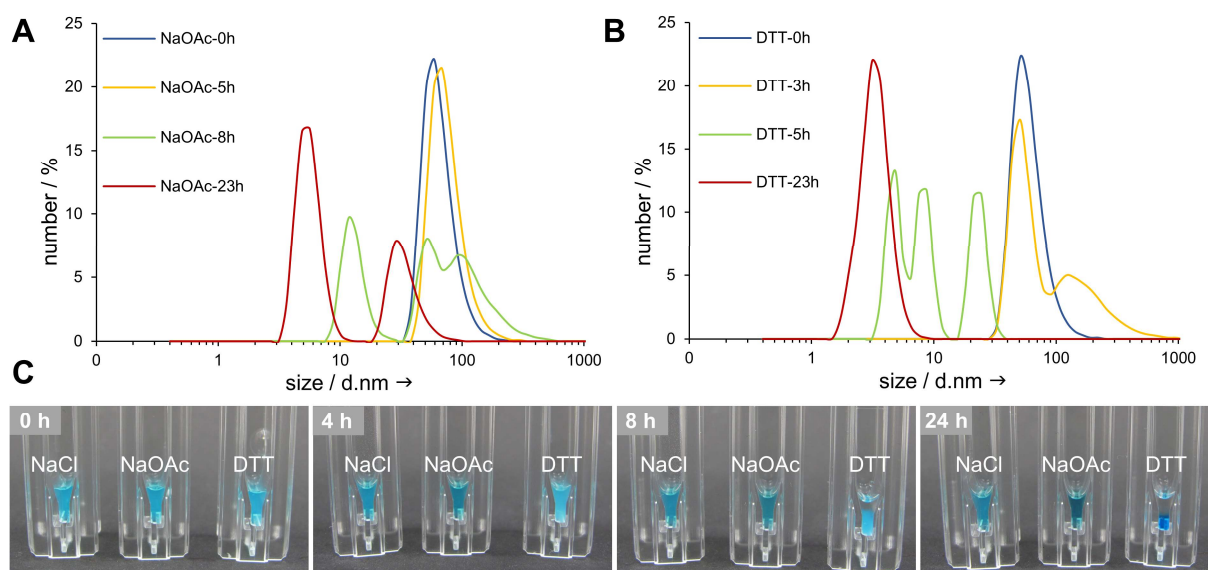 A
25
20
15
10
5
0
number / %
NaOAc-0h
NaOAc-5h
NaOAc-8h
NaOAc-23h
0 1 10 100 1000
size / d.nm →
B
25
20
15
10
5
0
number / %
DTT-0h
DTT-3h
DTT-5h
DTT-23h
0 1 10 100 1000
size / d.nm →
C
0 h
NaCl NaOAc DTT
4 h
NaCl NaOAc DTT
8 h
NaCl NaOAc DTT
24 h
NaCl NaOAc DTT